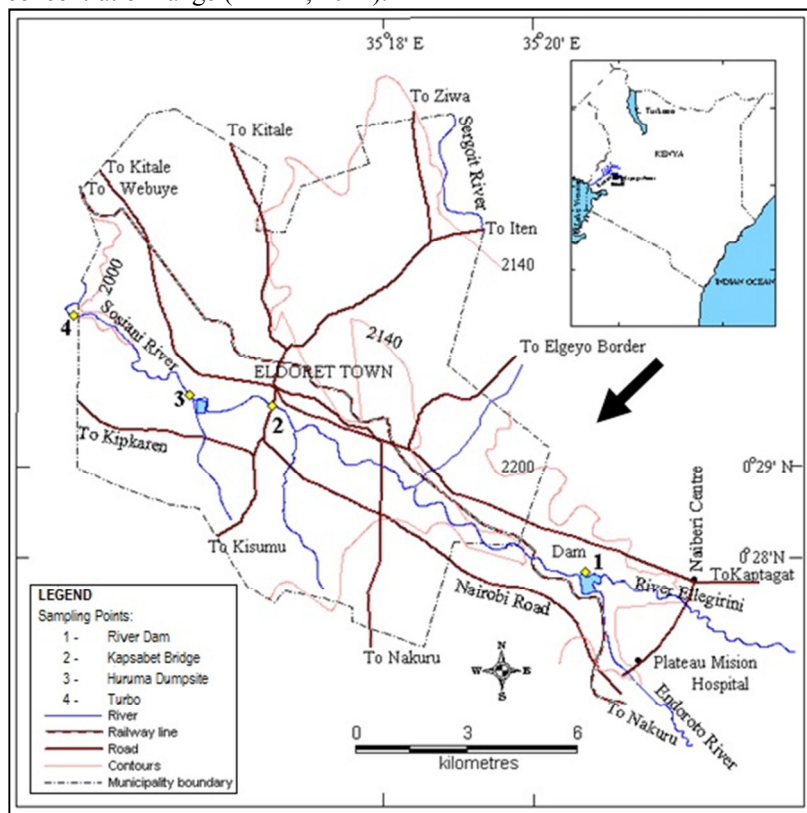 35°18' E
35°20' E
To Ziwa
To Kitale
Sergoit River
To Kitale
To Webuye
To Iten
2140
2000
KENYA
INDIAN OCEAN
4
Sosiani River
2140
To Elgeyo Border
ELDORET TOWN
3
2
To Kipkaren
2200
0°29' N
Naiberi Centre
To Kisumu
Dam
1
0°28' N
ToKaptagat
River Ellegirini
Nairobi Road
LEGEND
Sampling Points:
1 - River Dam
2 - Kapsabet Bridge
3 - Huruma Dumpsite
4 - Turbo
River
Railway line
Road
Contours
Municipality boundary
To Nakuru
N
W E
S
Plateau Mision
Hospital
To Nakuru
Endoroto River
0 3 6
kilometres